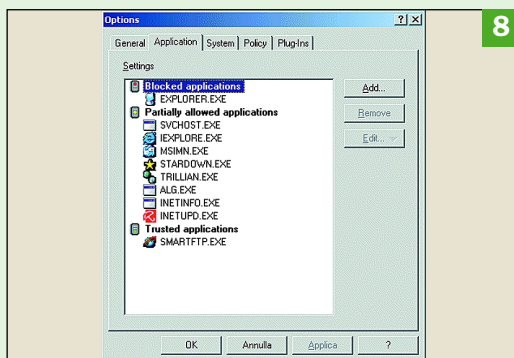 8
Options
General Application System Policy Plug-Ins
Settings
Blocked applications
EXPLORER.EXE
Partially allowed applications
SVCHOST.EXE
IEXPLORE.EXE
MSIMN.EXE
STARDOWN.EXE
TRILLIAN.EXE
ALG.EXE
INETINFO.EXE
INETUPD.EXE
Trusted applications
SMARTFTP.EXE
Add...
Remove
Edit...
OK Annulla Applica ?